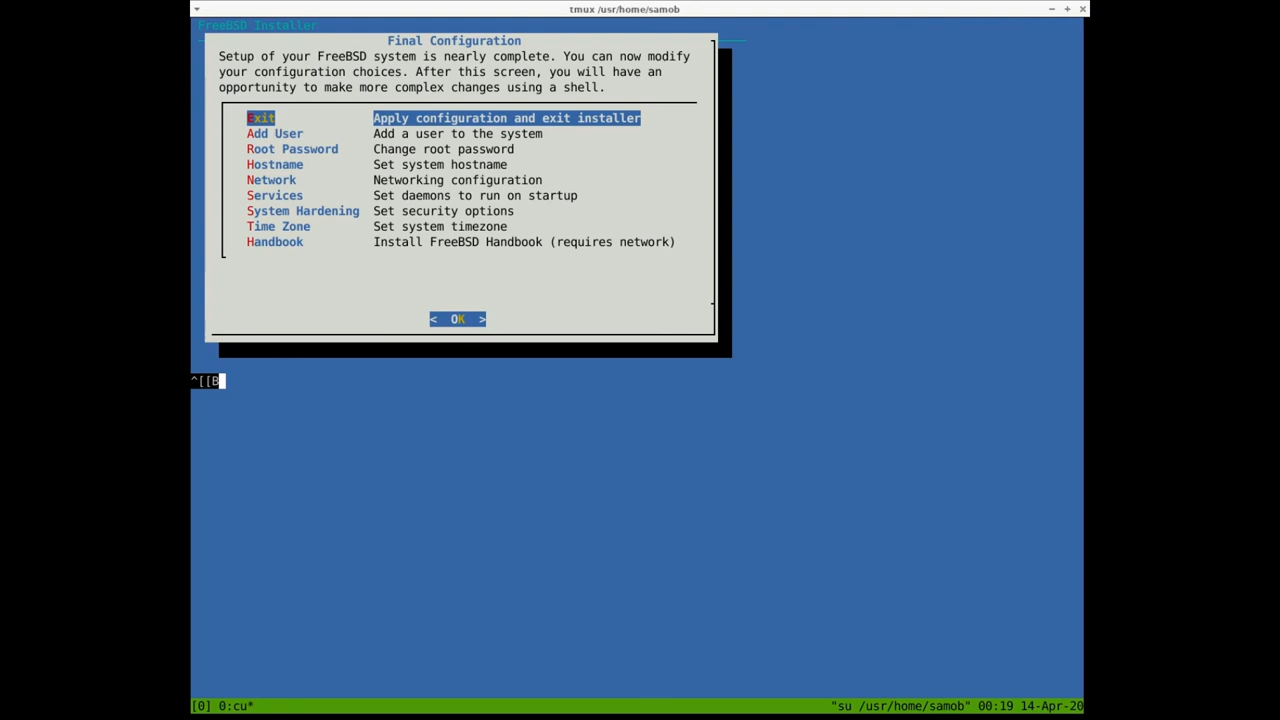 tmux /usr/home/samob
FreeBSD Installer
Final Configuration
Setup of your FreeBSD system is nearly complete. You can now modify
your configuration choices. After this screen, you will have an
opportunity to make more complex changes using a shell.
Exit Apply configuration and exit installer
Add User Add a user to the system
Root Password Change root password
Hostname Set system hostname
Network Networking configuration
Services Set daemons to run on startup
System Hardening Set security options
Time Zone Set system timezone
Handbook Install FreeBSD Handbook (requires network)
< OK >
^[[B
[0] 0:cu* "su /usr/home/samob" 00:19 14-Apr-20